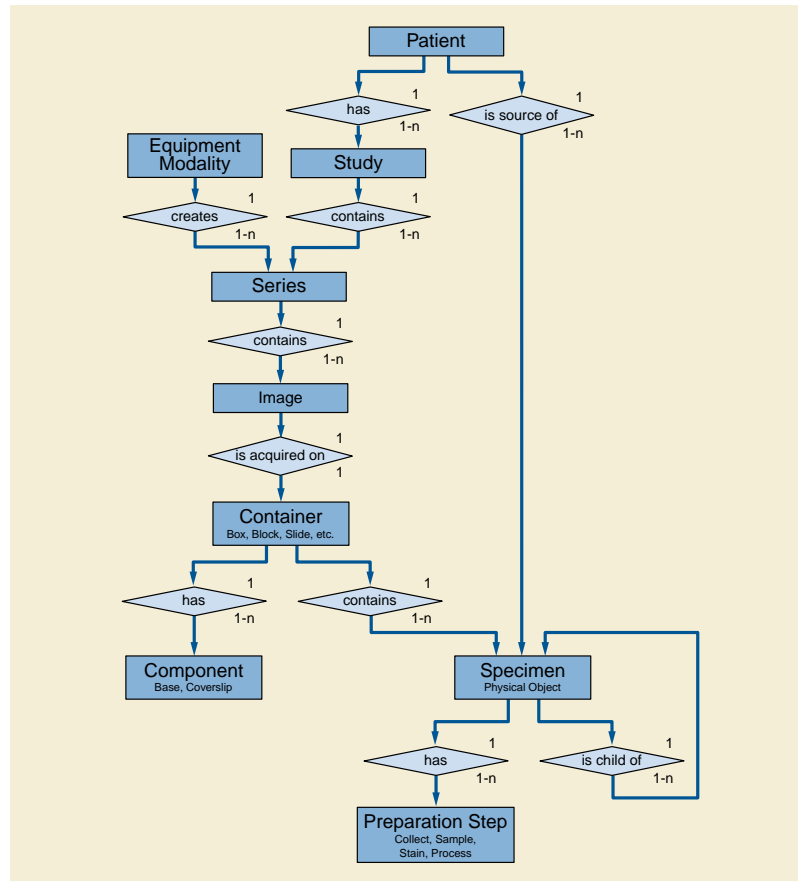 Patient
1
1
has
is source of
1-n
1-n
Equipment
Modality
Study
1
1
creates
contains
1-n
1-n
Series
1
contains
1-n
Image
1
is acquired on
1
Container
Box, Block, Slide, etc.
1
1
has
contains
1-n
1-n
Component
Base, Coverslip
Specimen
Physical Object
1
1
has
is child of
1-n
1-n
Preparation Step
Collect, Sample,
Stain, Process